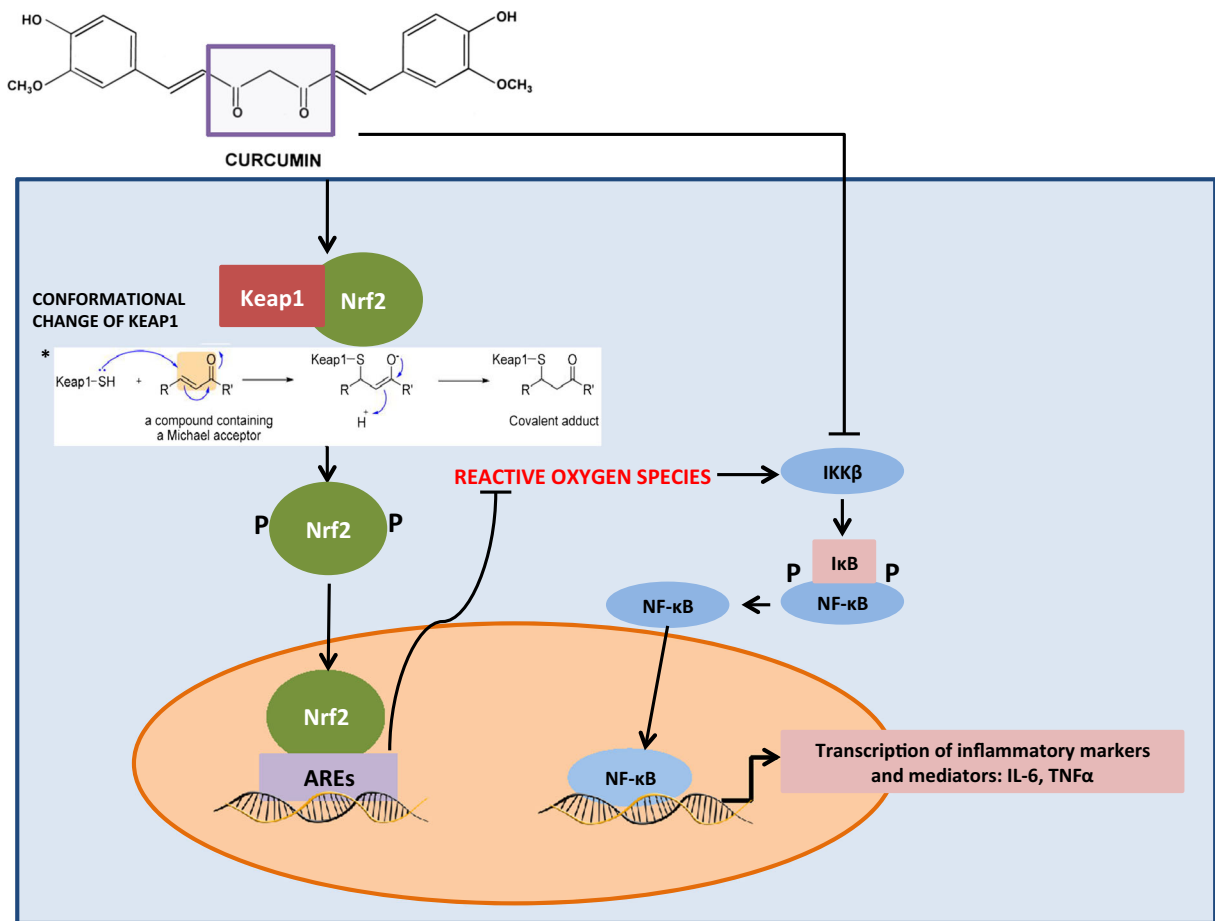 HO
OH
CH₃O
OCH₃
O
O
CURCUMIN
Keap1
Nrf2
CONFORMATIONAL
CHANGE OF KEAP1
*
Keap1–SH
+
R
O
R'
Keap1–S
R
O-
R'
H+
Keap1–S
R
O
R'
a compound containing
a Michael acceptor
Covalent adduct
REACTIVE OXYGEN SPECIES
IKKβ
P
Nrf2
P
P
IκB
P
NF-κB
NF-κB
Nrf2
AREs
NF-κB
Transcription of inflammatory markers
and mediators: IL-6, TNFα